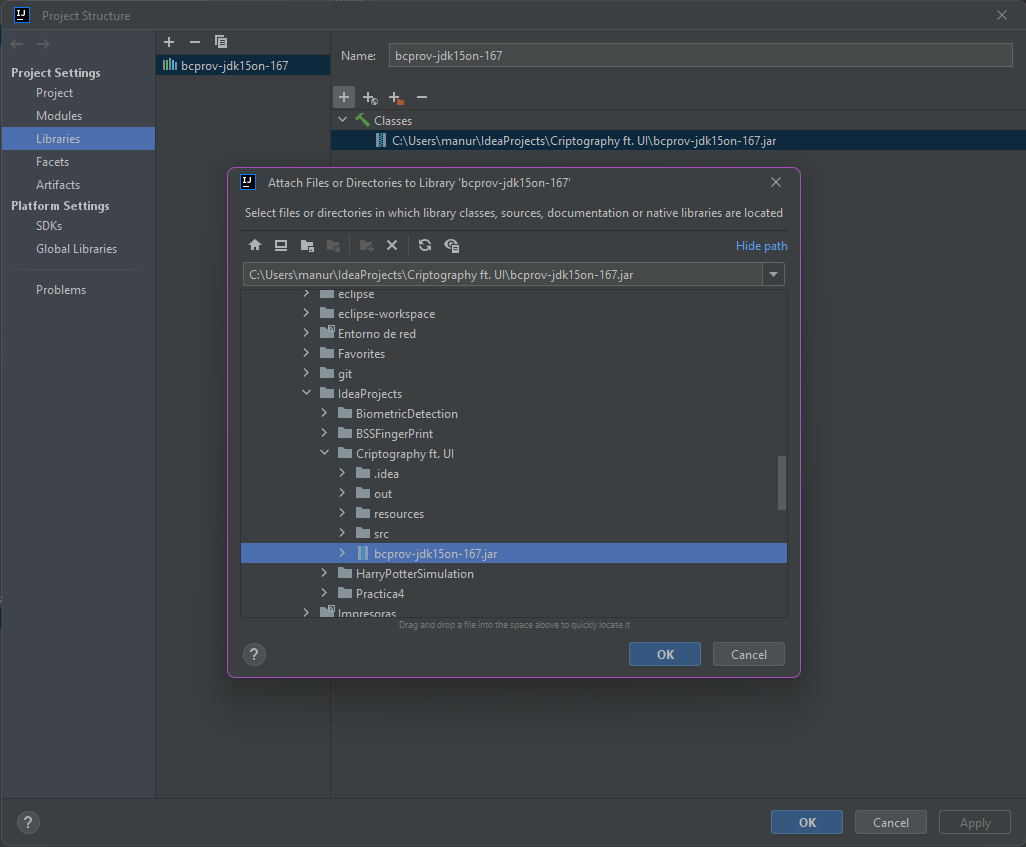 Project Structure
Project Settings
Project
Modules
Libraries
Facets
Artifacts
Platform Settings
SDKs
Global Libraries
Problems
bcprov-jdk15on-167
Name: bcprov-jdk15on-167
Classes
C:\Users\manur\IdeaProjects\Criptography ft. UI\bcprov-jdk15on-167.jar
Attach Files or Directories to Library 'bcprov-jdk15on-167'
Select files or directories in which library classes, sources, documentation or native libraries are located
Hide path
C:\Users\manur\IdeaProjects\Criptography ft. UI\bcprov-jdk15on-167.jar
eclipse
eclipse-workspace
Entorno de red
Favorites
git
IdeaProjects
BiometricDetection
BSSFingerPrint
Criptography ft. UI
.idea
out
resources
src
bcprov-jdk15on-167.jar
HarryPotterSimulation
Practica4
Impresoras
Drag and drop a file into the space above to quickly locate it
? OK Cancel
? OK Cancel Apply